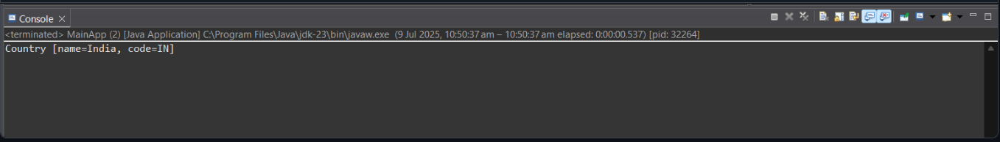 Console
<terminated> MainApp (2) [Java Application] C:\Program Files\Java\jdk-23\bin\javaw.exe (9 Jul 2025, 10:50:37 am – 10:50:37 am elapsed: 0:00:00.537) [pid: 32264]
Country [name=India, code=IN]